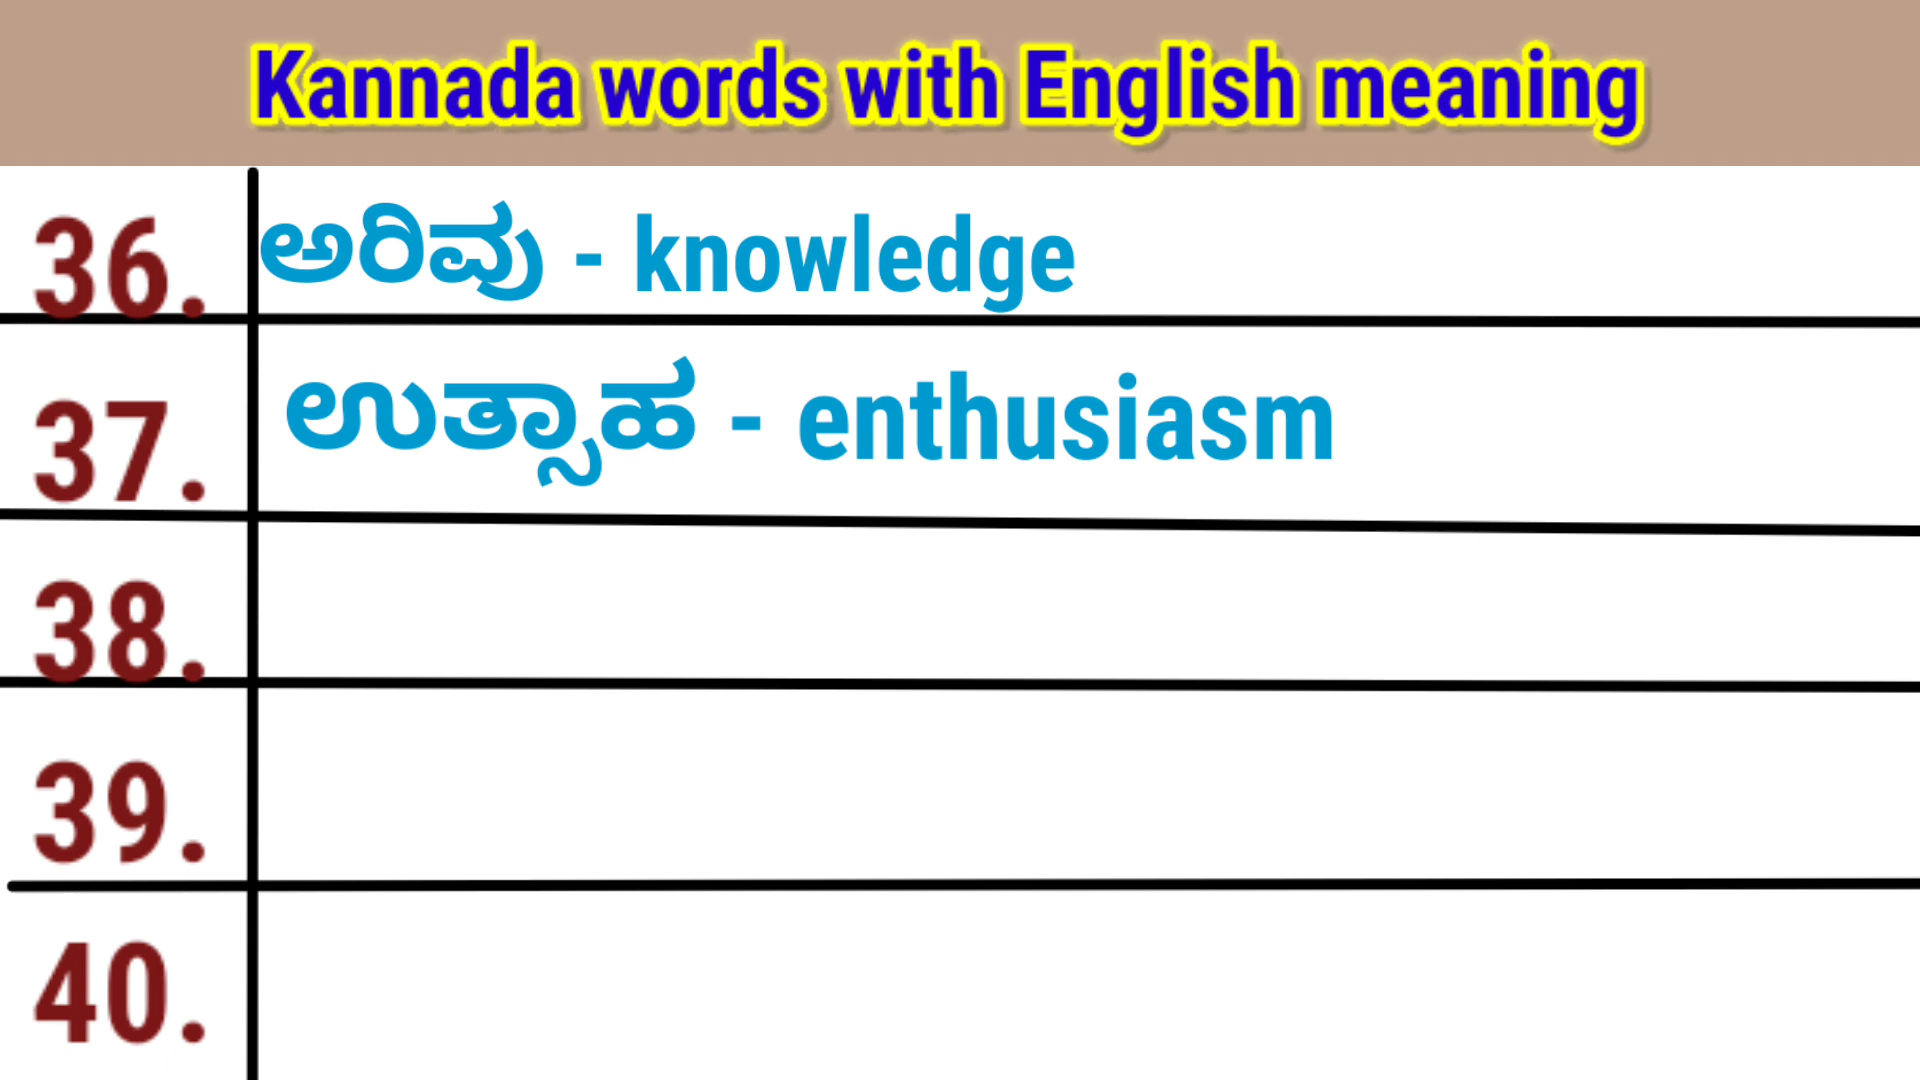 Kannada words with English meaning
36. ಅರಿವು - knowledge
37. ಉತ್ಸಾಹ - enthusiasm
38.
39.
40.